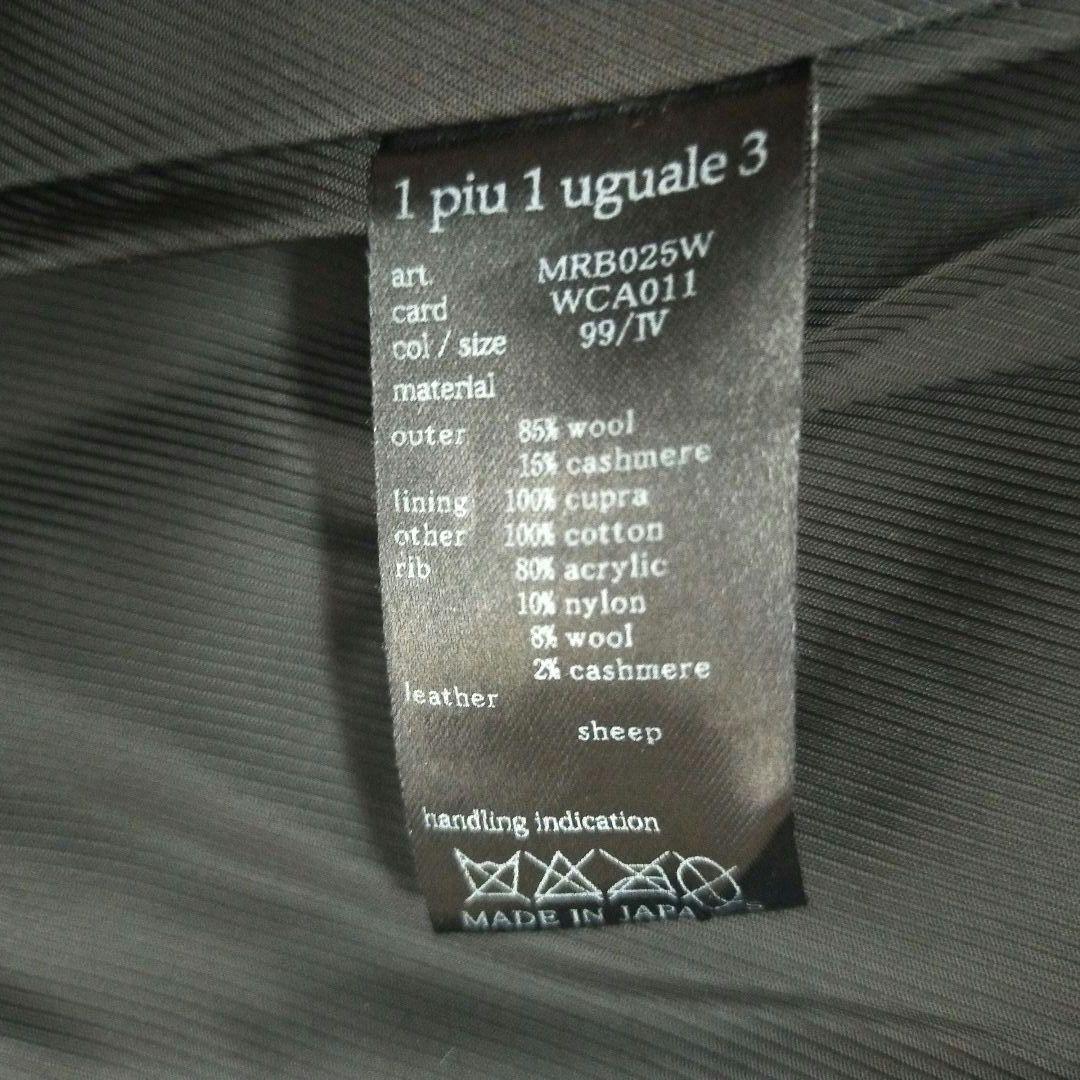 1 piu 1 uguale 3
art. MRB025W
card WCA011
col / size 99/IV
material
outer 85% wool
15% cashmere
lining 100% cupra
other 100% cotton
rib 80% acrylic
10% nylon
8% wool
2% cashmere
leather
sheep
handling indication
MADE IN JAPA